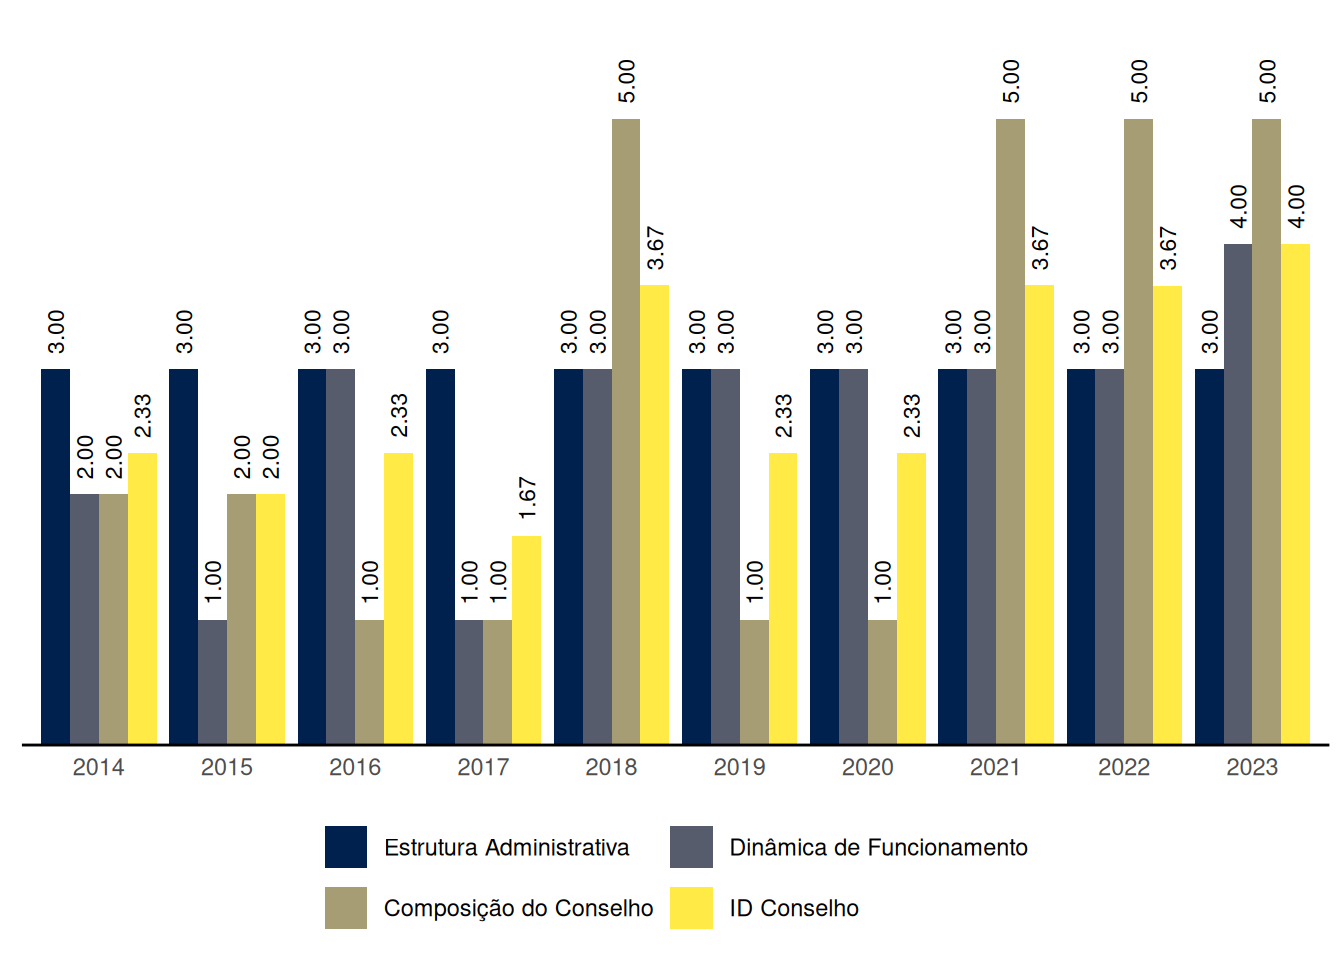 3.00 2.00 2.00 2.33 3.00 1.00 2.00 2.00 3.00 3.00 1.00 2.33 3.00 1.00 1.00 1.67 3.00 3.00 5.00 3.67 3.00 3.00 1.00 2.33 3.00 3.00 1.00 2.33 3.00 3.00 5.00 3.67 3.00 3.00 5.00 3.67 3.00 4.00 5.00 4.00
2014 2015 2016 2017 2018 2019 2020 2021 2022 2023
Estrutura Administrativa Dinâmica de Funcionamento
Composição do Conselho ID Conselho